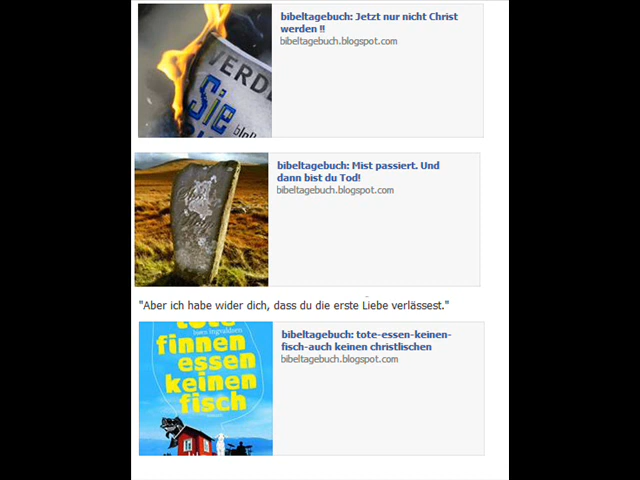 VERDE
Sie
bibeltagebuch: Jetzt nur nicht Christ
werden !!
bibeltagebuch.blogspot.com
bibeltagebuch: Mist passiert. Und
dann bist du Tod!
bibeltagebuch.blogspot.com
"Aber ich habe wider dich, dass du die erste Liebe verlässest."
tote
finnen
essen
keinen
fisch
bibeltagebuch: tote-essen-keinen-
fisch-auch keinen christlischen
bibeltagebuch.blogspot.com